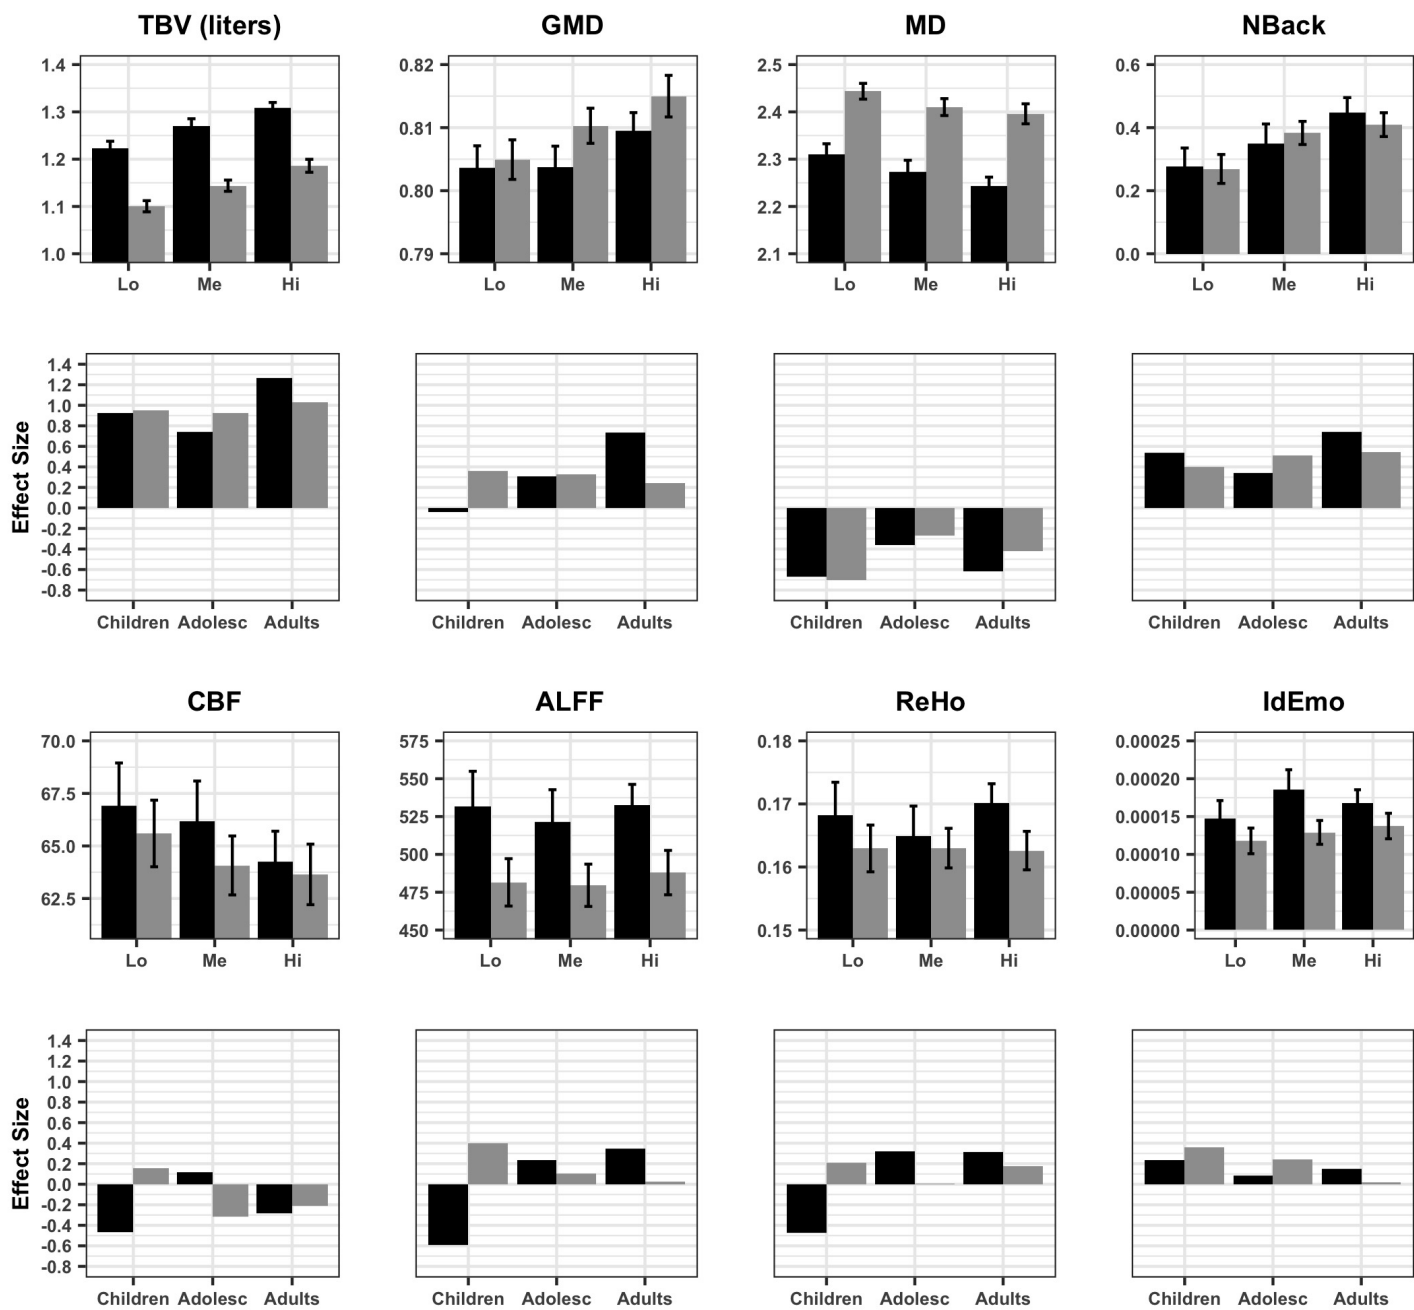 TBV (liters) GMD MD NBack
1.4 0.82 2.5 0.6
1.3 2.4
0.81 0.4
1.2 2.3
0.80 0.2
1.1 2.2
1.0 0.79 2.1 0.0
Lo Me Hi Lo Me Hi Lo Me Hi Lo Me Hi
Effect Size
1.4
1.2
1.0
0.8
0.6
0.4
0.2
0.0
-0.2
-0.4
-0.6
-0.8
Children Adolesc Adults Children Adolesc Adults Children Adolesc Adults Children Adolesc Adults
CBF ALFF ReHo IdEmo
70.0 575 0.18 0.00025
550 0.00020
67.5 525 0.17 0.00015
65.0 500 0.00010
475 0.16 0.00005
62.5
450 0.15 0.00000
Lo Me Hi Lo Me Hi Lo Me Hi Lo Me Hi
Effect Size
1.4
1.2
1.0
0.8
0.6
0.4
0.2
0.0
-0.2
-0.4
-0.6
-0.8
Children Adolesc Adults Children Adolesc Adults Children Adolesc Adults Children Adolesc Adults